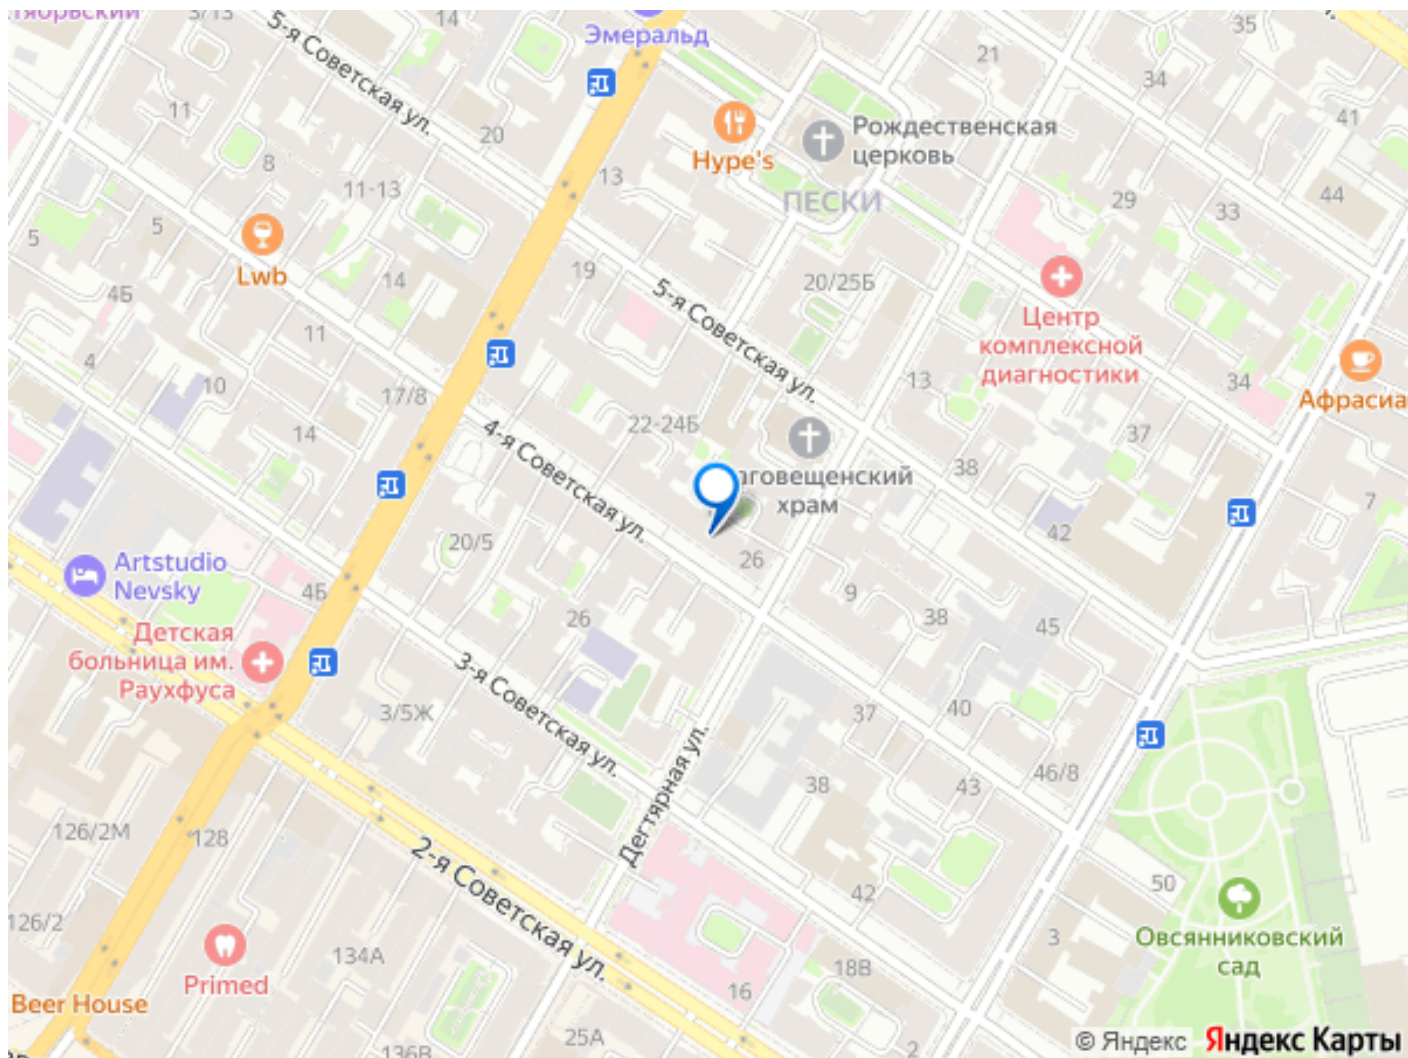 5-я Советская ул.
14
Эмеральд
35
21
34
41
11
20
8
Hype's
Рождественская
церковь
11-13
13
ПЕСКИ
29
33
44
5
5
Lwb
14
19
20/25Б
4Б
5-я Советская ул.
Центр
комплексной
диагностики
11
4
10
17/8
13
34
Афрасиа
14
22-24Б
37
4-я Советская ул.
38
аговещенский
храм
7
42
20/5
26
Artstudio
Nevsky
4Б
9
26
38
45
Детская
больница им.
Раухфуса
3-я Советская ул.
3/5Ж
37
40
Дегтярная ул.
38
43
46/8
126/2М
128
2-я Советская ул.
42
50
126/2
134А
3
Овсянниковский
сад
Primed
18В
16
Beer House
25А
136В
2
© Яндекс Яндекс Карты